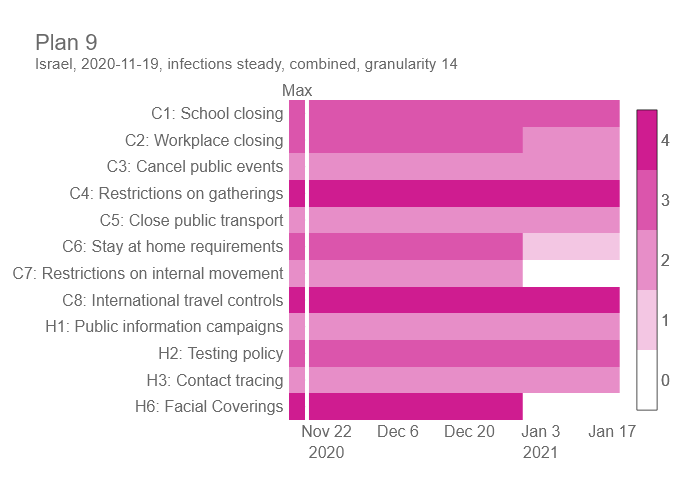 Plan 9
Israel, 2020-11-19, infections steady, combined, granularity 14
Max
C1: School closing
C2: Workplace closing
C3: Cancel public events
C4: Restrictions on gatherings
C5: Close public transport
C6: Stay at home requirements
C7: Restrictions on internal movement
C8: International travel controls
H1: Public information campaigns
H2: Testing policy
H3: Contact tracing
H6: Facial Coverings
4
3
2
1
0
Nov 22 Dec 6 Dec 20 Jan 3 Jan 17
2020 2021